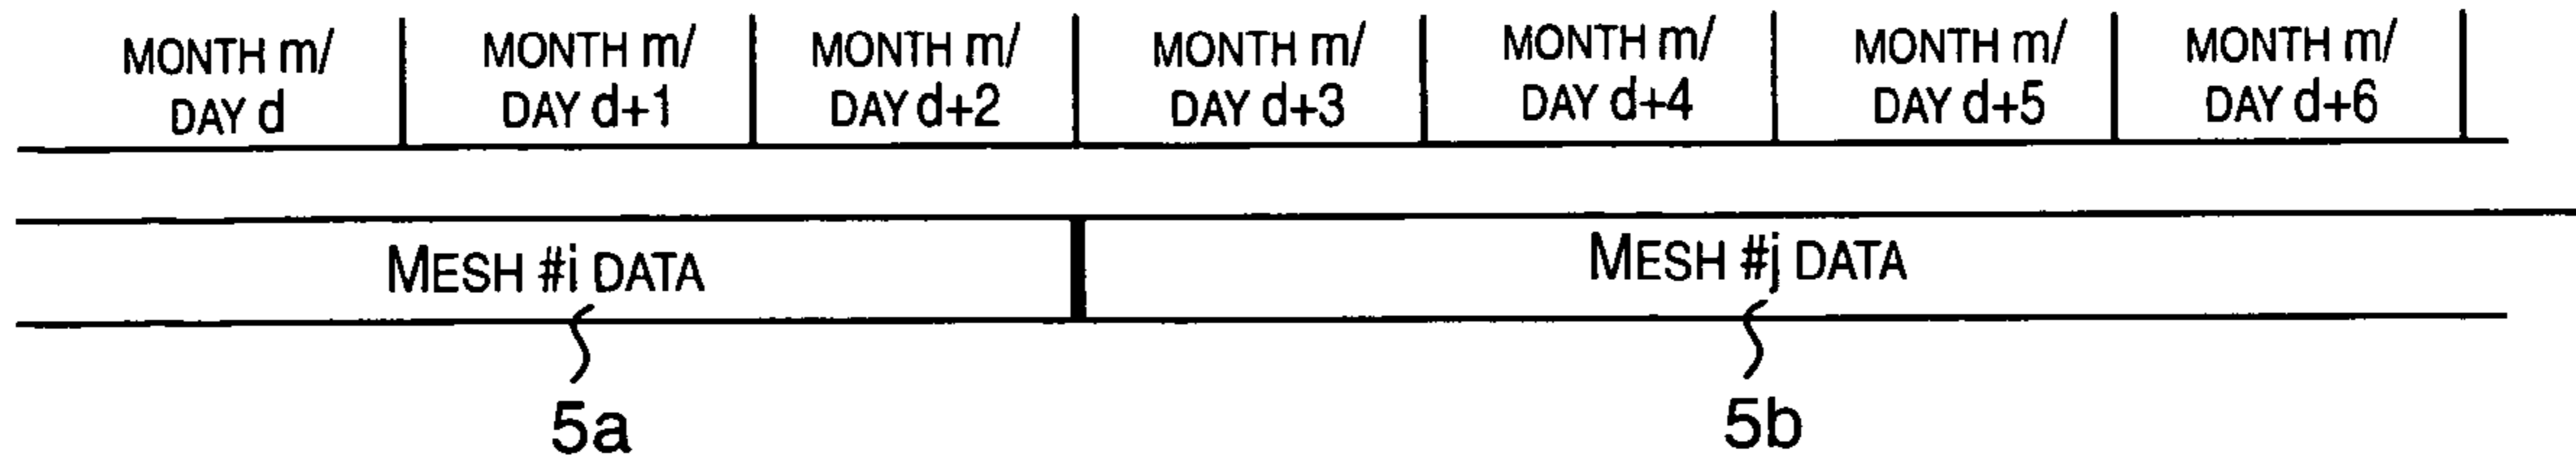 MONTH m/ DAY d
MONTH m/ DAY d+1
MONTH m/ DAY d+2
MONTH m/ DAY d+3
MONTH m/ DAY d+4
MONTH m/ DAY d+5
MONTH m/ DAY d+6
MESH #i DATA
MESH #j DATA
5a
5b